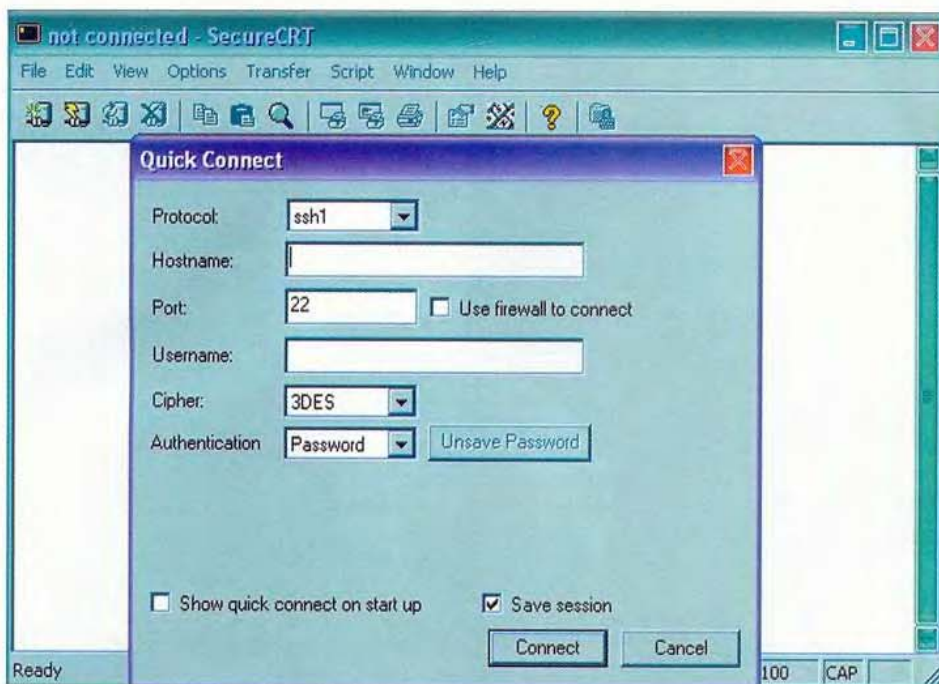 not connected - SecureCRT
File Edit View Options Transfer Script Window Help
Quick Connect
Protocol: ssh1
Hostname:
Port: 22 Use firewall to connect
Username:
Cipher: 3DES
Authentication Password Unsave Password
Show quick connect on start up Save session
Connect Cancel
Ready 100 CAP